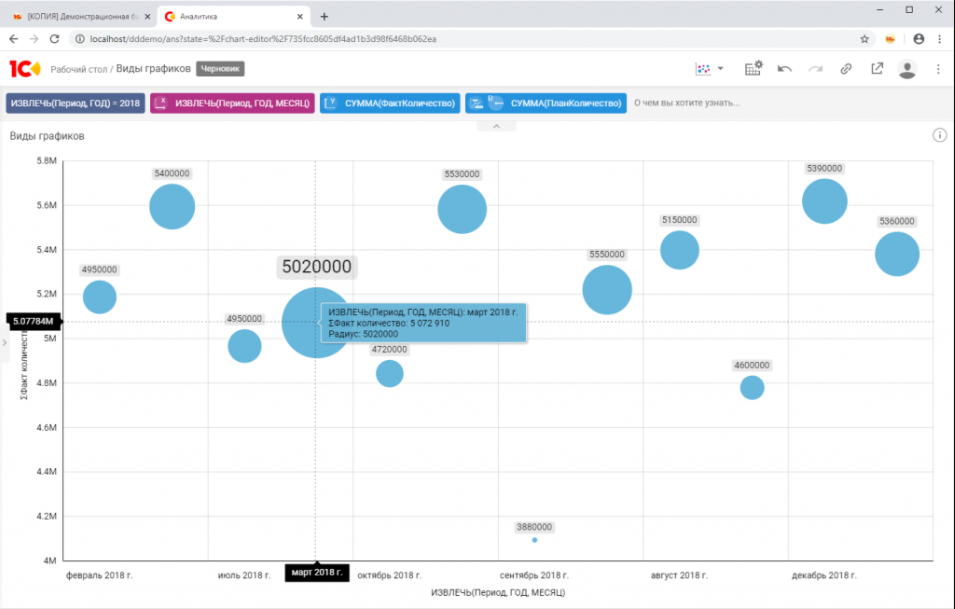 [КОПИЯ] Демонстрационная б
Аналитика
localhost/dddemo/ans?state=%2Fchart-editor%2F735fcc8605df4ad1b3d98f6468b062ea
1С
Рабочий стол / Виды графиков
Черновик
ИЗВЛЕЧЬ(Период, ГОД) = 2018
X
ИЗВЛЕЧЬ(Период, ГОД, МЕСЯЦ)
Y
СУММА(ФактКоличество)
СУММА(ПланКоличество)
О чем вы хотите узнать...
Виды графиков
5.8M
5.6M
5.4M
5.2M
5.07784M
5M
4.8M
4.6M
4.4M
4.2M
4M
ΣФакт количеств
4950000
5400000
4950000
5020000
4720000
5530000
3880000
5550000
5150000
4600000
5390000
5360000
ИЗВЛЕЧЬ(Период, ГОД, МЕСЯЦ): март 2018 г.
ΣФакт количество: 5 072 910
Радиус: 5020000
февраль 2018 г.
июль 2018 г.
март 2018 г.
октябрь 2018 г.
сентябрь 2018 г.
август 2018 г.
декабрь 2018 г.
ИЗВЛЕЧЬ(Период, ГОД, МЕСЯЦ)